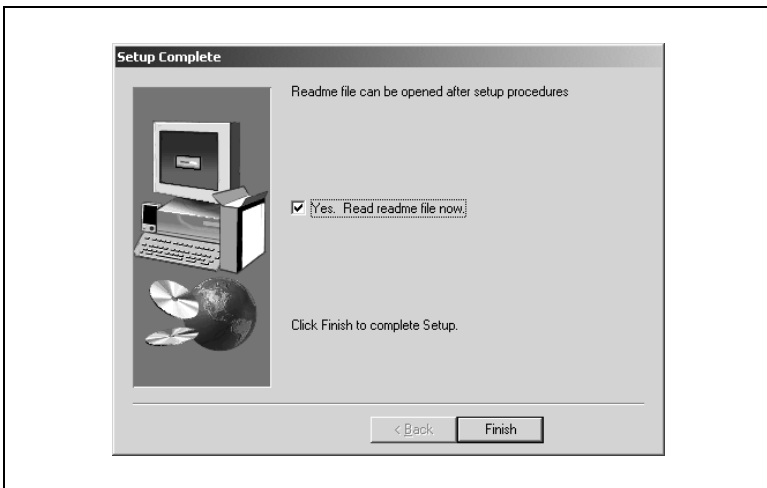 Setup Complete
Readme file can be opened after setup procedures
Yes. Read readme file now.
Click Finish to complete Setup.
< Back
Finish